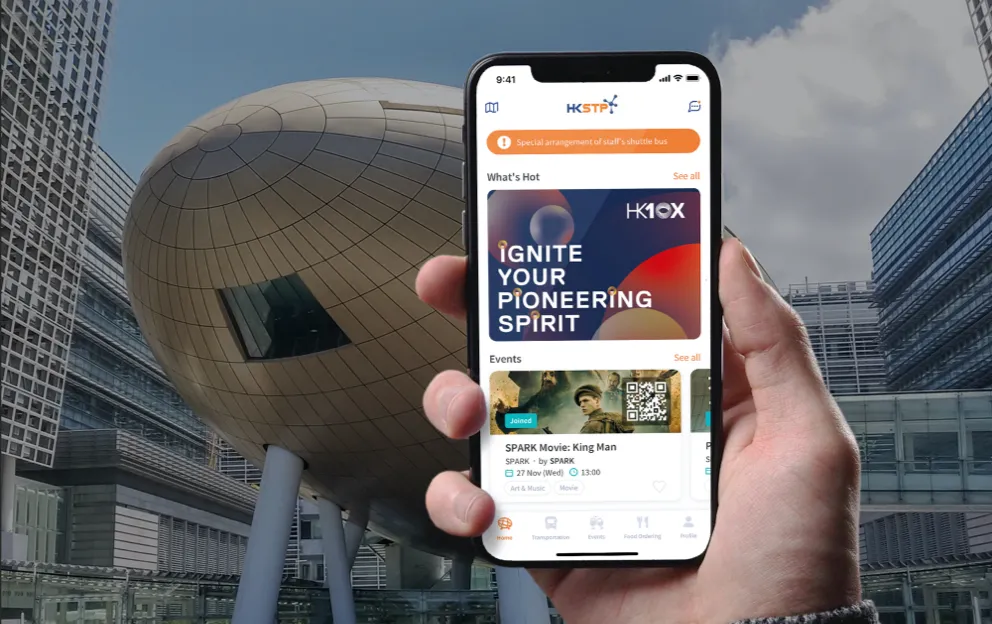 9:41
HKSTP
Special arrangement of staff's shuttle bus
What's Hot
See all
HK10X
IGNITE
YOUR
PIONEERING
SPIRIT
Events
See all
Joined
SPARK Movie: King Man
SPARK · by SPARK
27 Nov (Wed) 13:00
Art & Music Movie
Home Transportation Events Food Ordering Profile